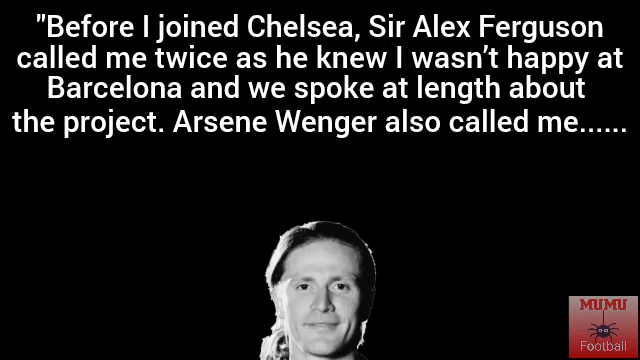 "Before I joined Chelsea, Sir Alex Ferguson
called me twice as he knew I wasn’t happy at
Barcelona and we spoke at length about
the project. Arsene Wenger also called me......
MUMU
Football